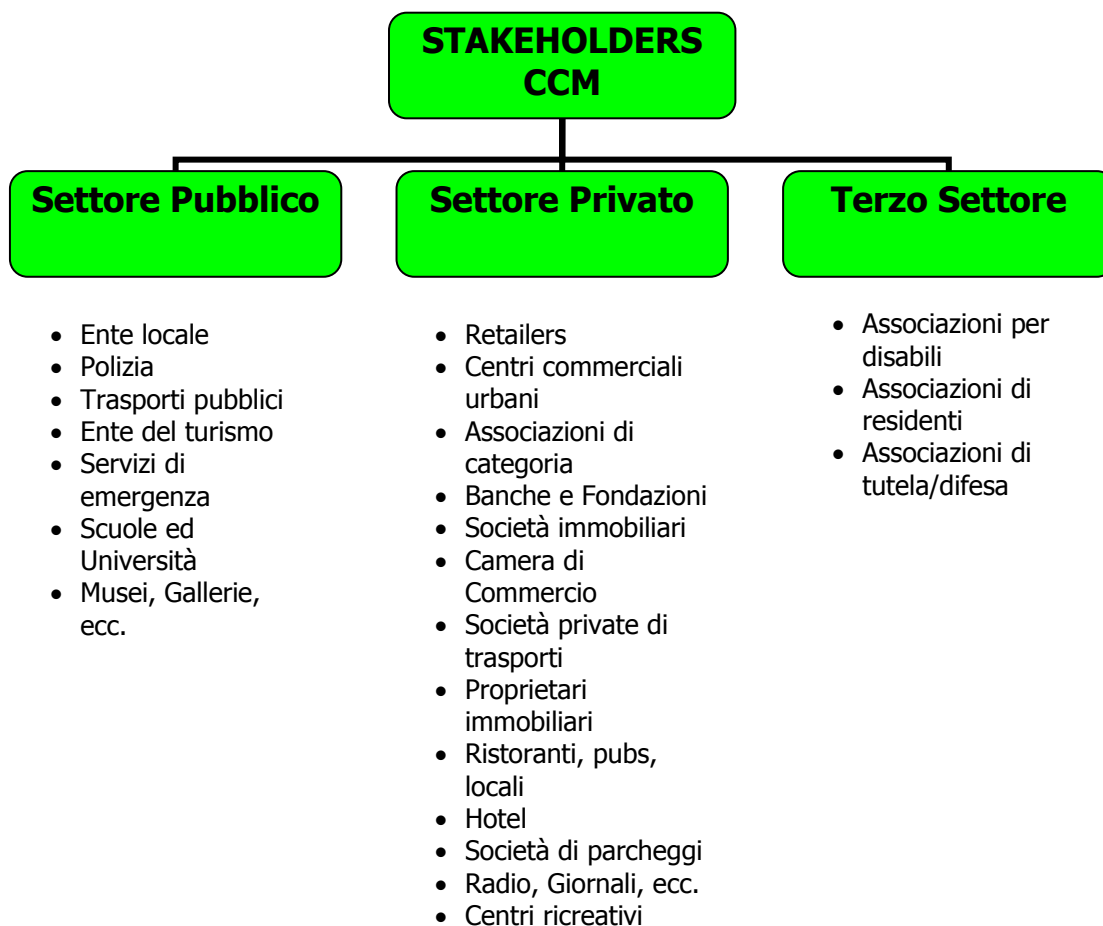 STAKEHOLDERS
CCM
Settore Pubblico
Settore Privato
Terzo Settore
• Ente locale
• Polizia
• Trasporti pubblici
• Ente del turismo
• Servizi di
emergenza
• Scuole ed
Università
• Musei, Gallerie,
ecc.
• Retailers
• Centri commerciali
urbani
• Associazioni di
categoria
• Banche e Fondazioni
• Società immobiliari
• Camera di
Commercio
• Società private di
trasporti
• Proprietari
immobiliari
• Ristoranti, pubs,
locali
• Hotel
• Società di parcheggi
• Radio, Giornali, ecc.
• Centri ricreativi
• Associazioni per
disabili
• Associazioni di
residenti
• Associazioni di
tutela/difesa